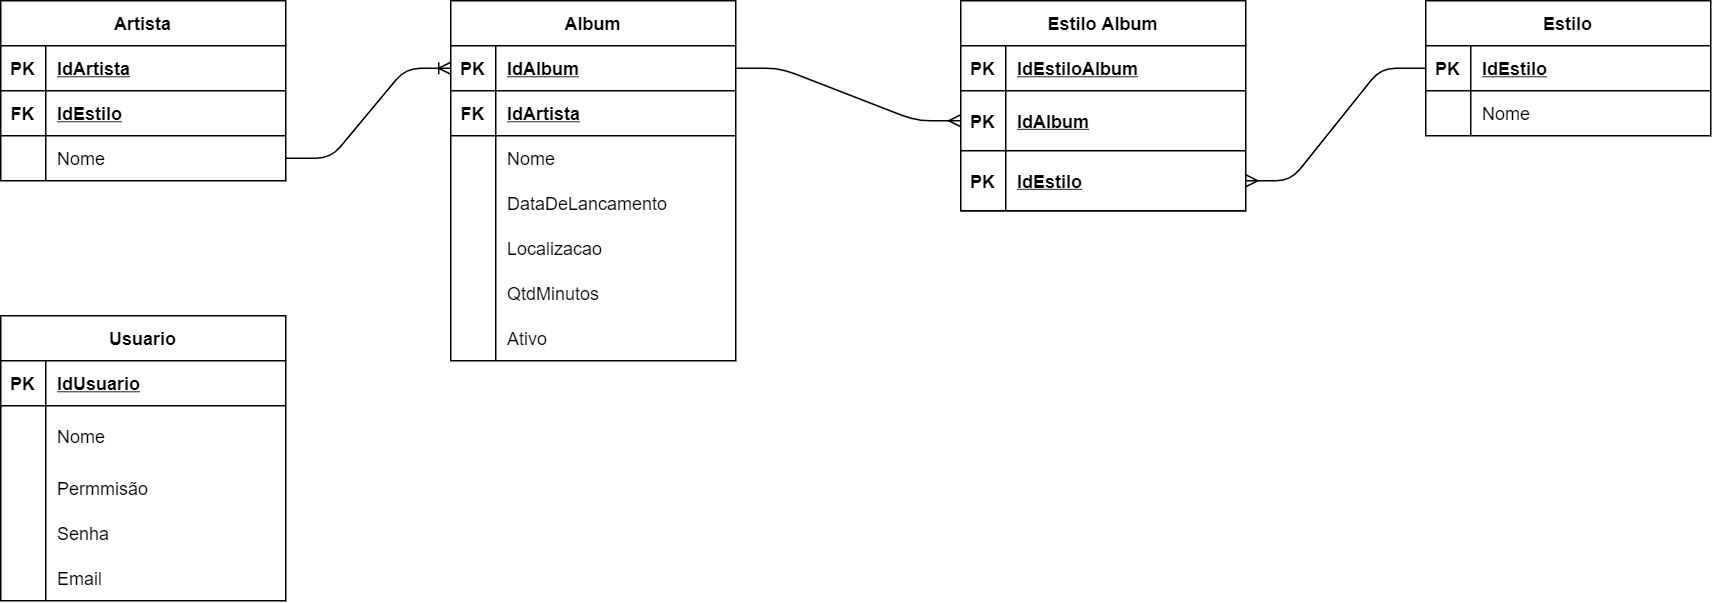 Artista
PK IdArtista
FK IdEstilo
Nome
Album
PK IdAlbum
FK IdArtista
Nome
DataDeLancamento
Localizacao
QtdMinutos
Ativo
Estilo Album
PK IdEstiloAlbum
PK IdAlbum
PK IdEstilo
Estilo
PK IdEstilo
Nome
Usuario
PK IdUsuario
Nome
Permmisão
Senha
Email